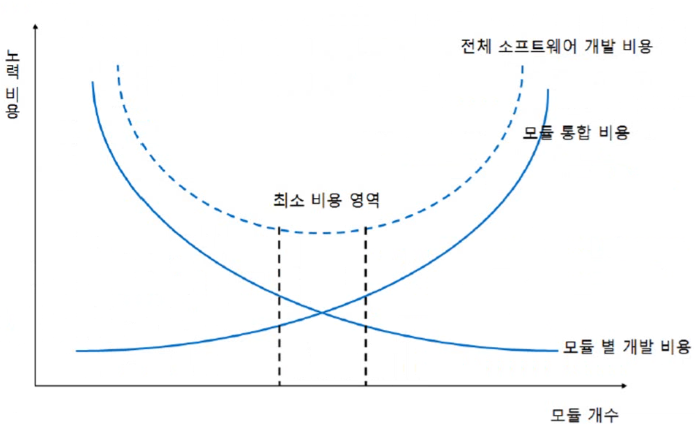 전체 소프트웨어 개발 비용
노력 비용
모듈 통합 비용
최소 비용 영역
모듈 별 개발 비용
모듈 개수